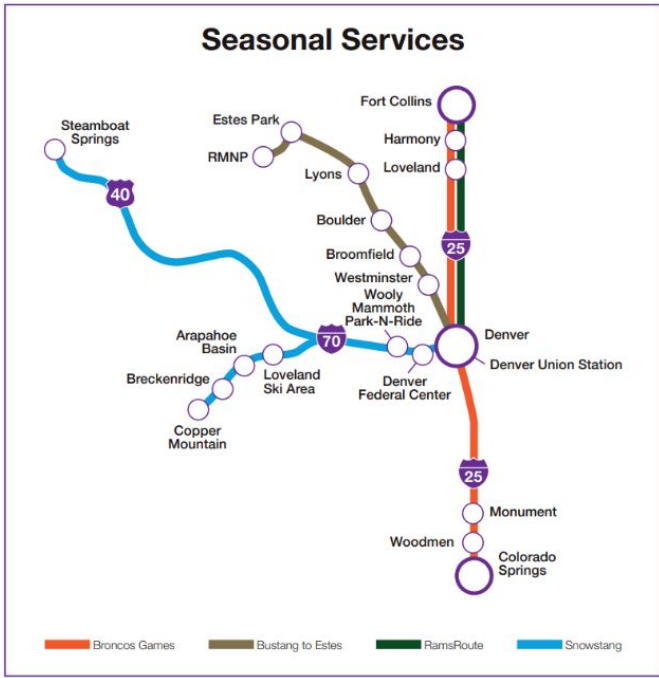 Seasonal Services
Fort Collins
Steamboat
Springs
Estes Park
Harmony
RMNP
Loveland
Lyons
40
Boulder
25
Broomfield
Westminster
Wooly
Mammoth
Park-N-Ride
Denver
Arapahoe
Basin
70
Denver Union Station
Breckenridge
Loveland
Ski Area
Denver
Federal Center
Copper
Mountain
25
Monument
Woodmen
Colorado
Springs
Broncos Games
Bustang to Estes
RamsRoute
Snowstang